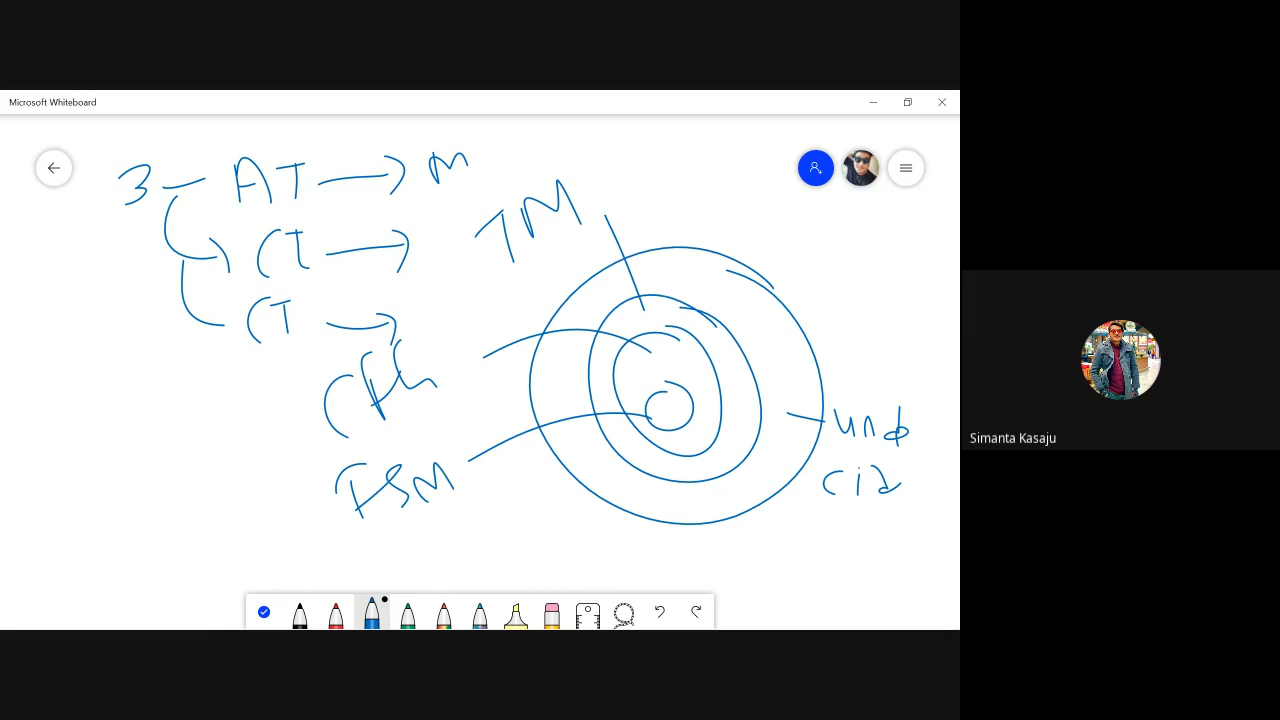 Microsoft Whiteboard
3 — AT → M
CT →
CT →
TM
CFL
FSM
und
cid
Simanta Kasaju